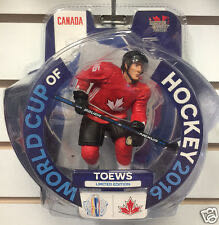 CANADA
WORLD CUP OF
HOCKEY 2016
TOEWS
LIMITED EDITION